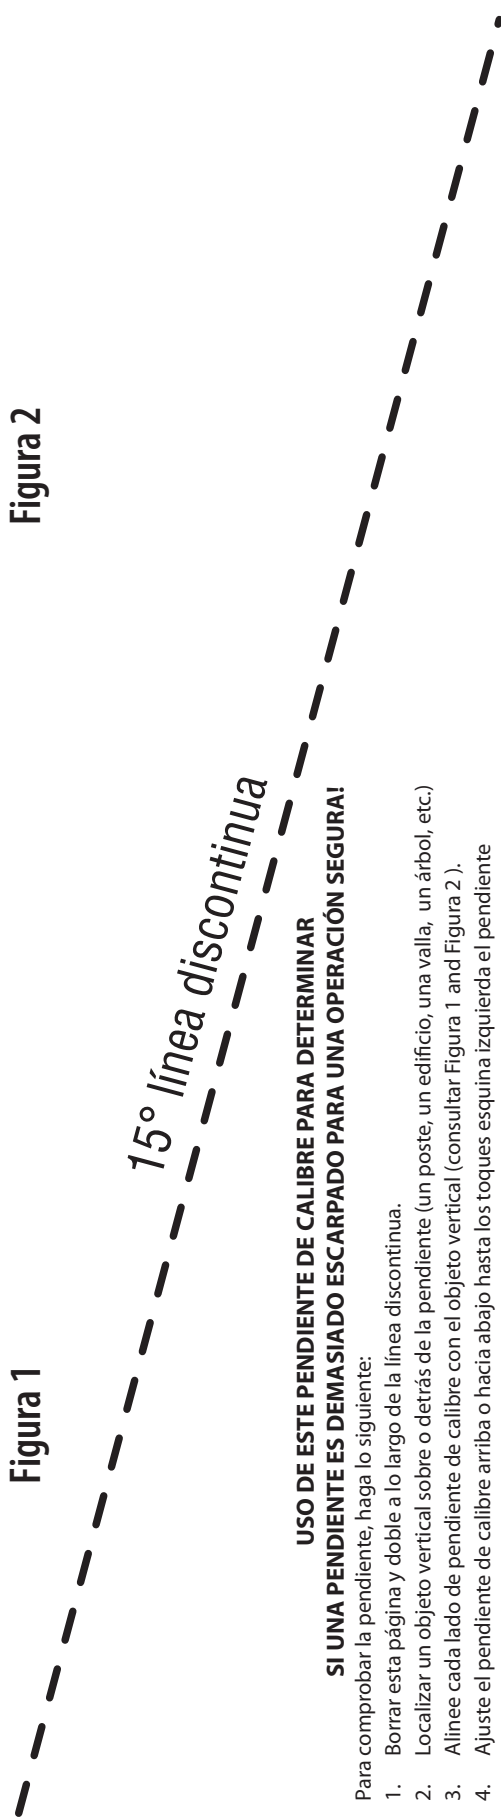 Figura 1
Figura 2
15° línea discontinua
USO DE ESTE PENDIENTE DE CALIBRE PARA DETERMINAR
SI UNA PENDIENTE ES DEMASIADO ESCARPADO PARA UNA OPERACIÓN SEGURA!
Para comprobar la pendiente, haga lo siguiente:
1. Borrar esta página y doble a lo largo de la línea discontinua.
2. Localizar un objeto vertical sobre o detrás de la pendiente (un poste, un edificio, una valla, un árbol, etc.)
3. Alinee cada lado de pendiente de calibre con el objeto vertical (consultar Figura 1 and Figura 2 ).
4. Ajuste el pendiente de calibre arriba o hacia abajo hasta los toques esquina izquierda el pendiente